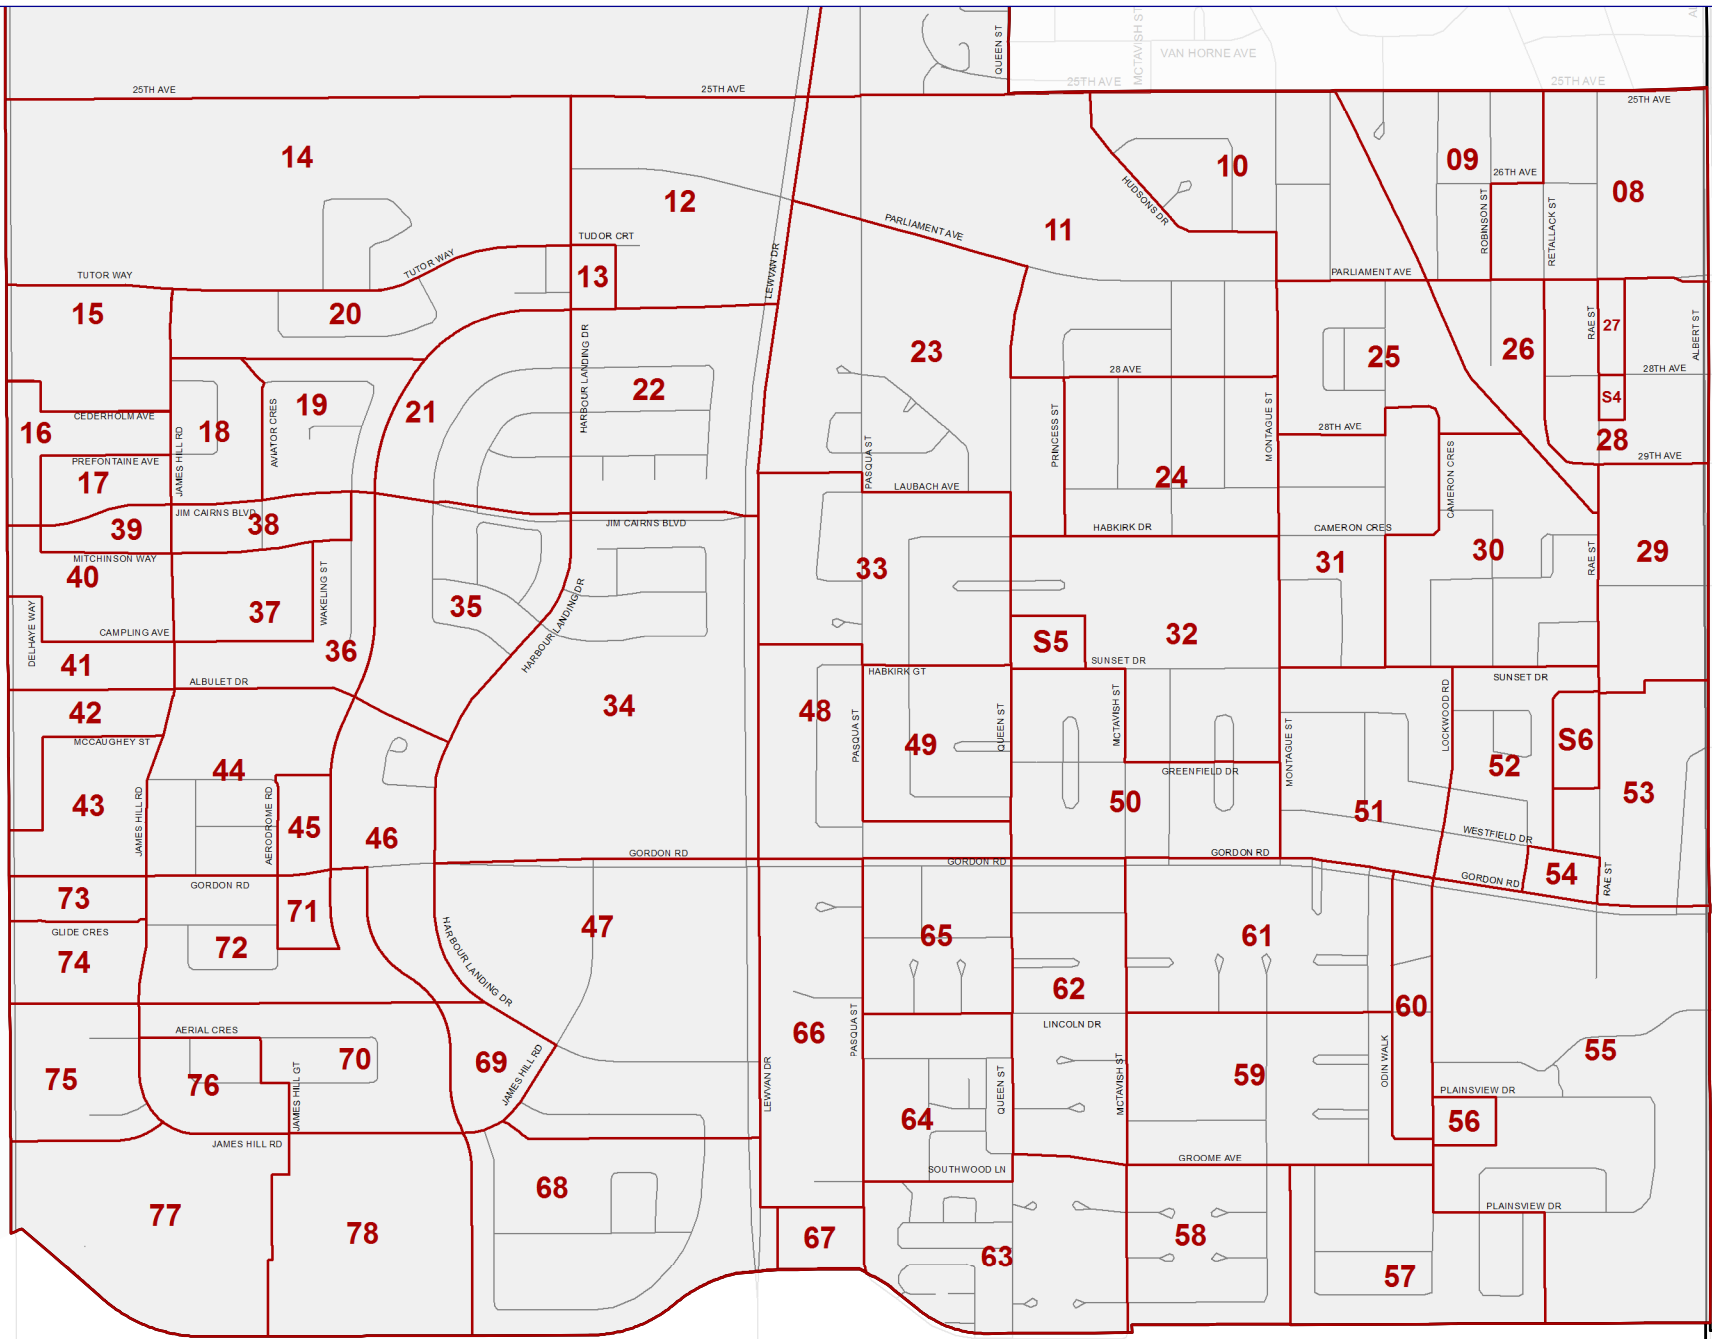 QUEEN ST
MCTAVISH ST
VAN HORNE AVE
25TH AVE
25TH AVE
25TH AVE
25TH AVE
25TH AVE
25TH AVE
14
12
11
10
09
08
HUDSONS DR
26TH AVE
ROBINSON ST
RETALLACK ST
PARLIAMENT AVE
TUDOR CRT
TUTOR WAY
TUTOR WAY
13
LEWVAN DR
PARLIAMENT AVE
15
20
23
25
26
27
RAE ST
ALBERT ST
HARBOUR LANDING DR
28 AVE
28TH AVE
22
S4
16
CEDERHOLM AVE
18
19
21
AVIATOR CRES
JAMES HILL RD
PREFONTAINE AVE
17
PASQUA ST
PRINCESS ST
MONTAGUE ST
28TH AVE
28
29TH AVE
CAMERON CRES
24
LAUBACH AVE
39
JIM CAIRNS BLVD
38
JIM CAIRNS BLVD
HABKIRK DR
CAMERON CRES
MITCHINSON WAY
40
33
31
30
RAE ST
29
WAKELING ST
37
35
HARBOUR LANDING DR
DELHAYE WAY
CAMPLING AVE
36
S5
32
SUNSET DR
41
ALBULET DR
HABKIRK GT
SUNSET DR
42
MCCAUGHEY ST
34
48
49
PASQUA ST
QUEEN ST
MCTAVISH ST
MONTAGUE ST
LOCKWOOD RD
S6
52
53
44
43
JAMES HILL RD
AERODROME RD
45
46
GREENFIELD DR
50
51
WESTFIELD DR
GORDON RD
GORDON RD
GORDON RD
GORDON RD
54
RAE ST
73
GORDON RD
71
GLIDE CRES
72
74
47
HARBOUR LANDING DR
65
61
62
60
66
PASQUA ST
LINCOLN DR
AERIAL CRES
70
69
JAMES HILL RD
75
76
JAMES HILL GT
LEWVAN DR
QUEEN ST
MCTAVISH ST
59
ODIN WALK
55
PLAINSVIEW DR
56
64
JAMES HILL RD
SOUTHWOOD LN
GROOME AVE
68
77
78
67
63
58
PLAINSVIEW DR
57